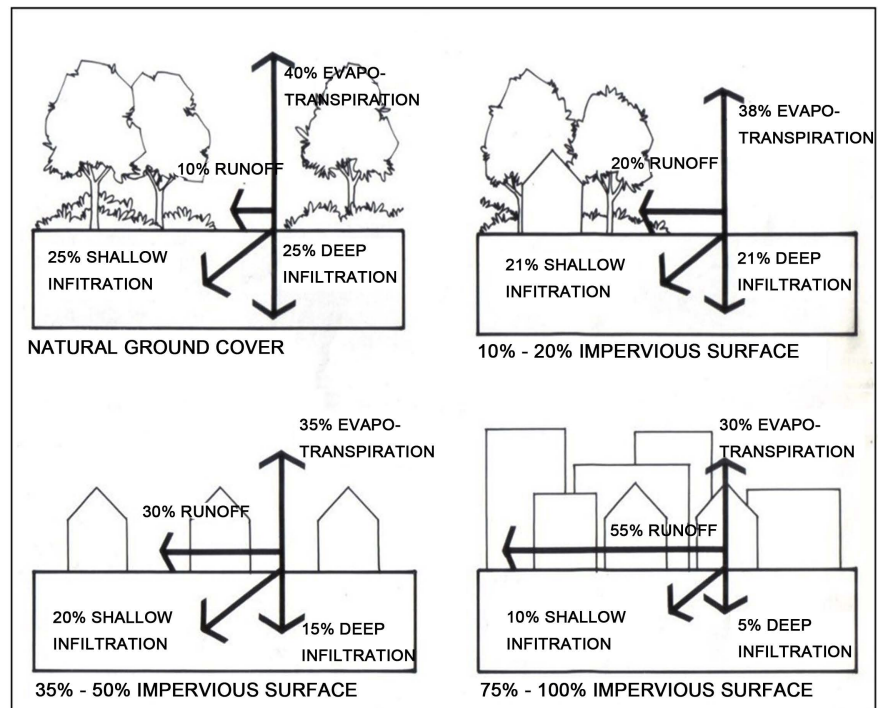 40% EVAPO-
TRANSPIRATION
10% RUNOFF
25% SHALLOW
INFITRATION
25% DEEP
INFILTRATION
NATURAL GROUND COVER
38% EVAPO-
TRANSPIRATION
20% RUNOFF
21% SHALLOW
INFITRATION
21% DEEP
INFILTRATION
10% - 20% IMPERVIOUS SURFACE
35% EVAPO-
TRANSPIRATION
30% RUNOFF
20% SHALLOW
INFILTRATION
15% DEEP
INFILTRATION
35% - 50% IMPERVIOUS SURFACE
30% EVAPO-
TRANSPIRATION
55% RUNOFF
10% SHALLOW
INFITRATION
5% DEEP
INFILTRATION
75% - 100% IMPERVIOUS SURFACE